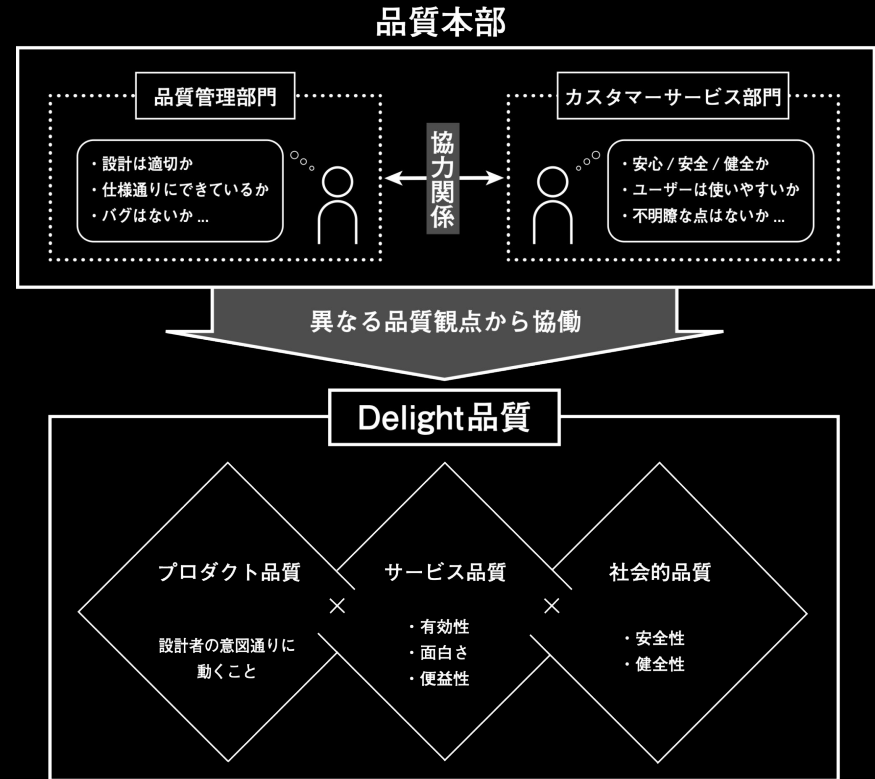 品質本部
品質管理部門
・設計は適切か
・仕様通りにできているか
・バグはないか ...
協力関係
カスタマーサービス部門
・安心 / 安全 / 健全か
・ユーザーは使いやすいか
・不明瞭な点はないか ...
異なる品質観点から協働
Delight品質
プロダクト品質
設計者の意図通りに
動くこと
×
サービス品質
・有効性
・面白さ
・便益性
×
社会的品質
・安全性
・健全性